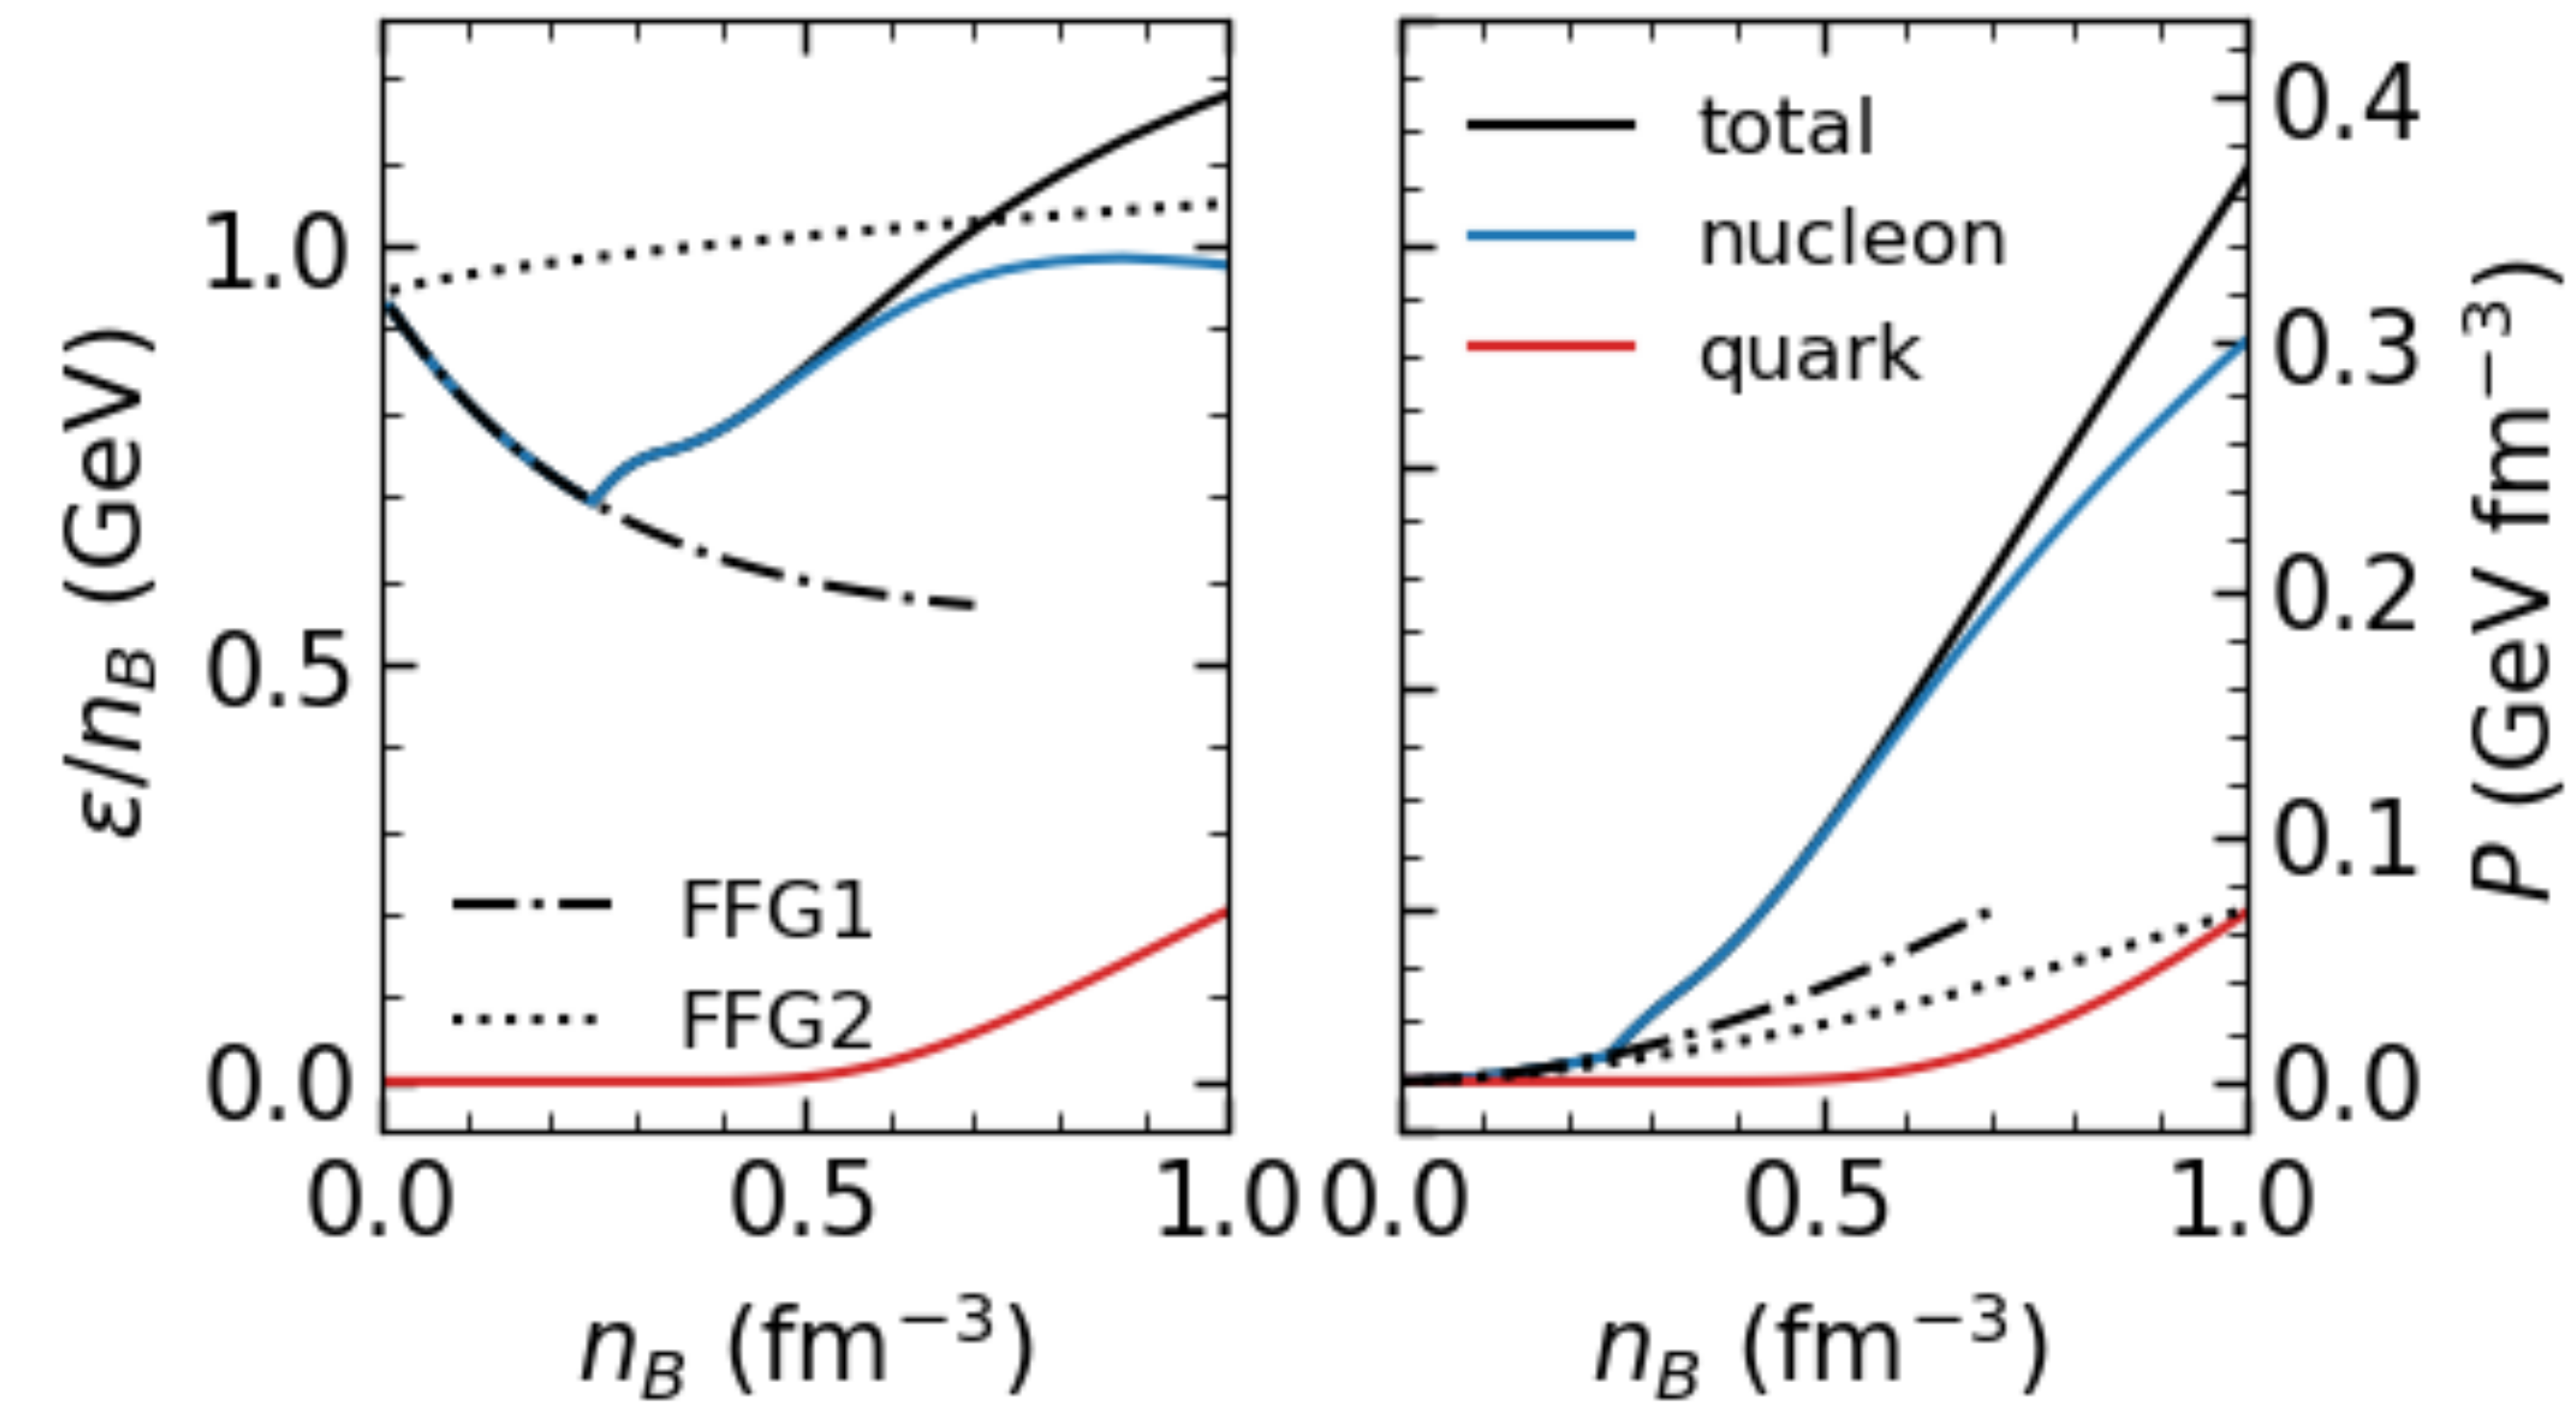 ε/n_B (GeV)
1.0
0.5
0.0
FFG1
FFG2
0.0 0.5 1.0
n_B (fm⁻³)
total
nucleon
quark
0.4
0.3
0.2
0.1
0.0
P (GeV fm⁻³)
0.0 0.5 1.0
n_B (fm⁻³)